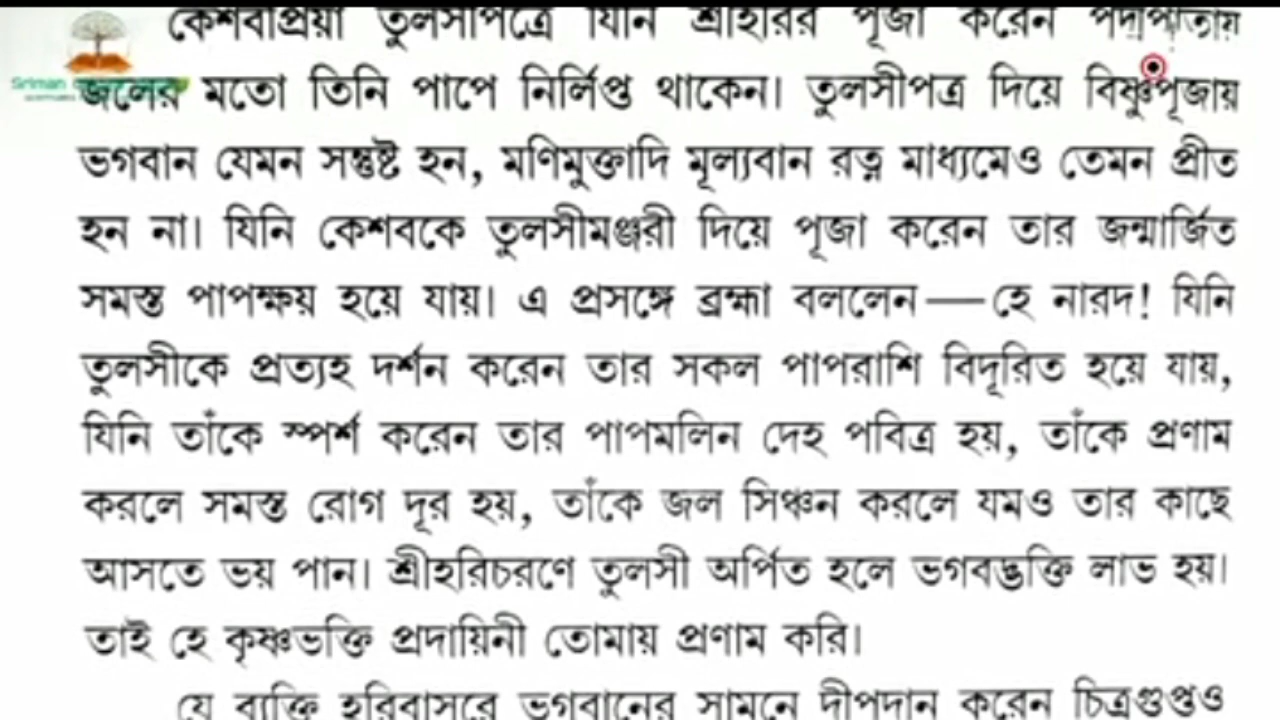 কেশবপ্রিয়া তুলসীপত্রে যিনি শ্রীহরির পূজা করেন পদ্মপাতায়
Sriman
জলের মতো তিনি পাপে নির্লিপ্ত থাকেন। তুলসীপত্র দিয়ে বিষ্ণুপূজায়
ভগবান যেমন সন্তুষ্ট হন, মণিমুক্তাদি মূল্যবান রত্ন মাধ্যমেও তেমন প্রীত
হন না। যিনি কেশবকে তুলসীমঞ্জরী দিয়ে পূজা করেন তার জন্মার্জিত
সমস্ত পাপক্ষয় হয়ে যায়। এ প্রসঙ্গে ব্রহ্মা বললেন—হে নারদ! যিনি
তুলসীকে প্রত্যহ দর্শন করেন তার সকল পাপরাশি বিদূরিত হয়ে যায়,
যিনি তাঁকে স্পর্শ করেন তার পাপমলিন দেহ পবিত্র হয়, তাঁকে প্রণাম
করলে সমস্ত রোগ দূর হয়, তাঁকে জল সিঞ্চন করলে যমও তার কাছে
আসতে ভয় পান। শ্রীহরিচরণে তুলসী অর্পিত হলে ভগবদ্ভক্তি লাভ হয়।
তাই হে কৃষ্ণভক্তি প্রদায়িনী তোমায় প্রণাম করি।
যে ব্যক্তি হরিবাসরে ভগবানের সামনে দীপদান করেন চিত্রগুপ্তও